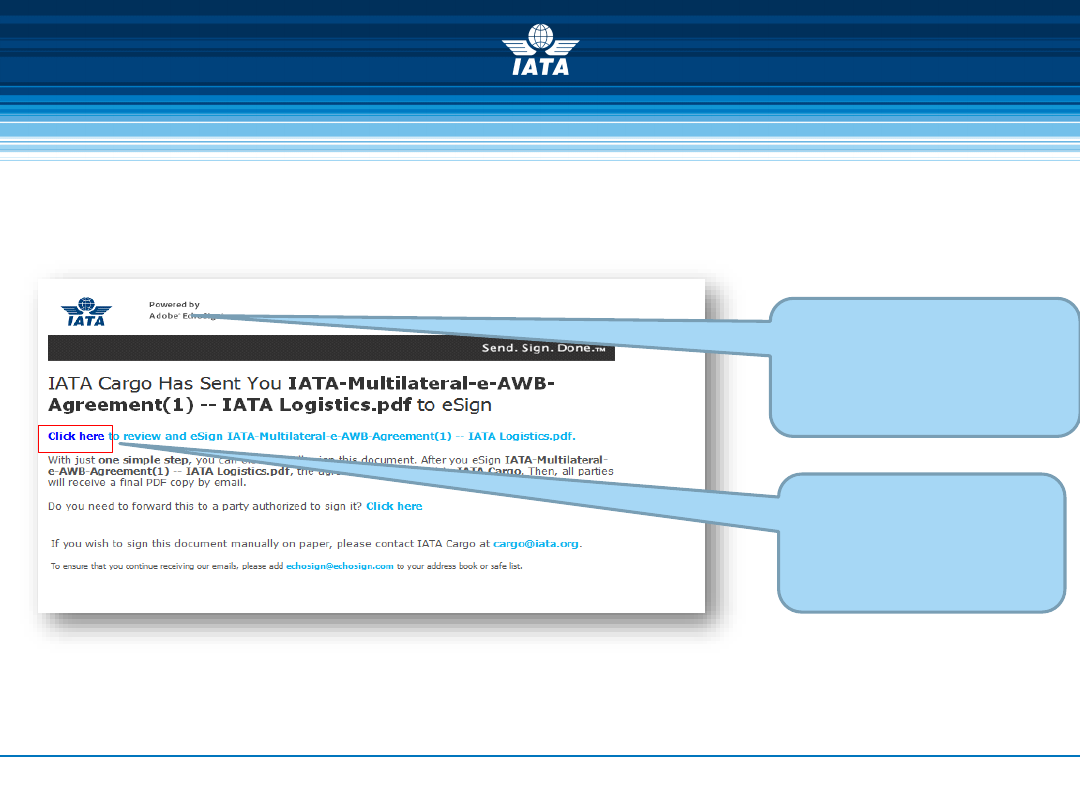 IATA
IATA
Powered by
Adobe® EchoSign
Send. Sign. Done.™
IATA Cargo Has Sent You IATA-Multilateral-e-AWB-
Agreement(1) -- IATA Logistics.pdf to eSign
Click here to review and eSign IATA-Multilateral-e-AWB-Agreement(1) -- IATA Logistics.pdf.
With just one simple step, you can this document. After you eSign IATA-Multilateral-
e-AWB-Agreement(1) -- IATA Logistics.pdf, the IATA Cargo. Then, all parties
will receive a final PDF copy by email.
Do you need to forward this to a party authorized to sign it? Click here
If you wish to sign this document manually on paper, please contact IATA Cargo at cargo@iata.org.
To ensure that you continue receiving our emails, please add echosign@echosign.com to your address book or safe list.